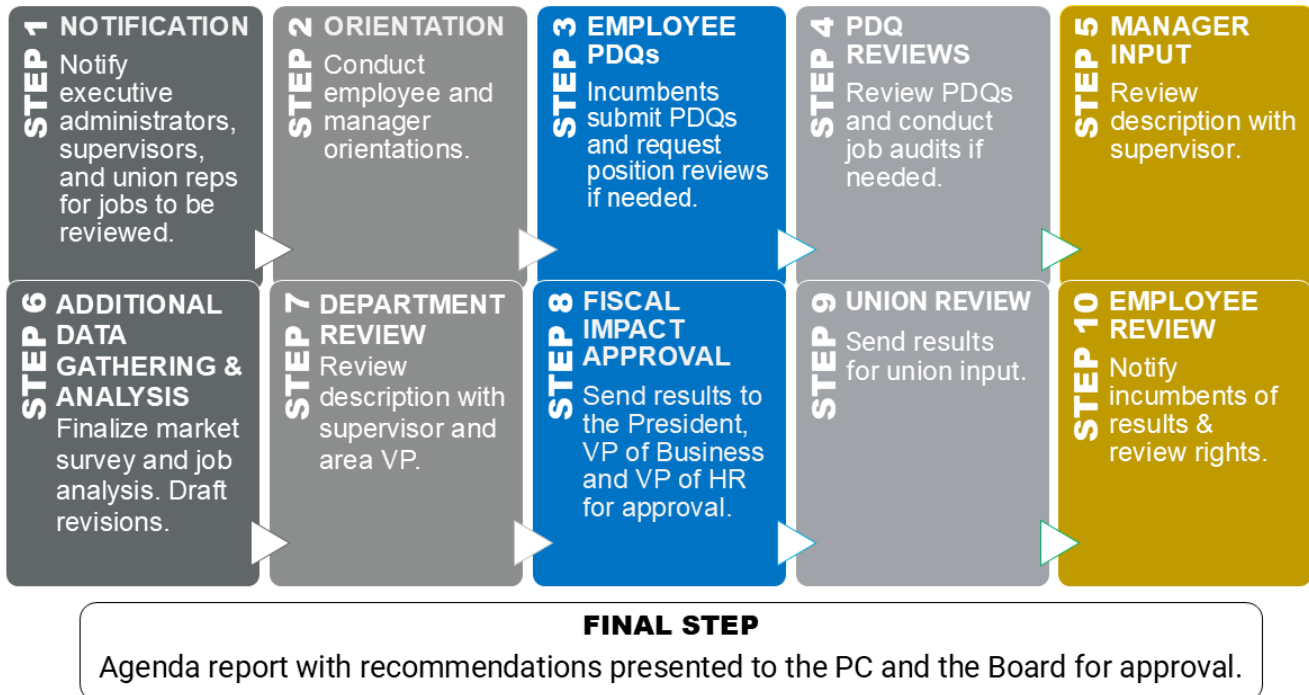 STEP 1
NOTIFICATION
Notify
executive
administrators,
supervisors,
and union reps
for jobs to be
reviewed.
STEP 2
ORIENTATION
Conduct
employee and
manager
orientations.
STEP 3
EMPLOYEE
PDQs
Incumbents
submit PDQs
and request
position reviews
if needed.
STEP 4
PDQ
REVIEWS
Review PDQs
and conduct
job audits if
needed.
STEP 5
MANAGER
INPUT
Review
description with
supervisor.
STEP 6
ADDITIONAL
DATA
GATHERING &
ANALYSIS
Finalize market
survey and job
analysis. Draft
revisions.
STEP 7
DEPARTMENT
REVIEW
Review
description with
supervisor and
area VP.
STEP 8
FISCAL
IMPACT
APPROVAL
Send results to
the President,
VP of Business
and VP of HR
for approval.
STEP 9
UNION REVIEW
Send results
for union input.
STEP 10
EMPLOYEE
REVIEW
Notify
incumbents of
results &
review rights.
FINAL STEP
Agenda report with recommendations presented to the PC and the Board for approval.